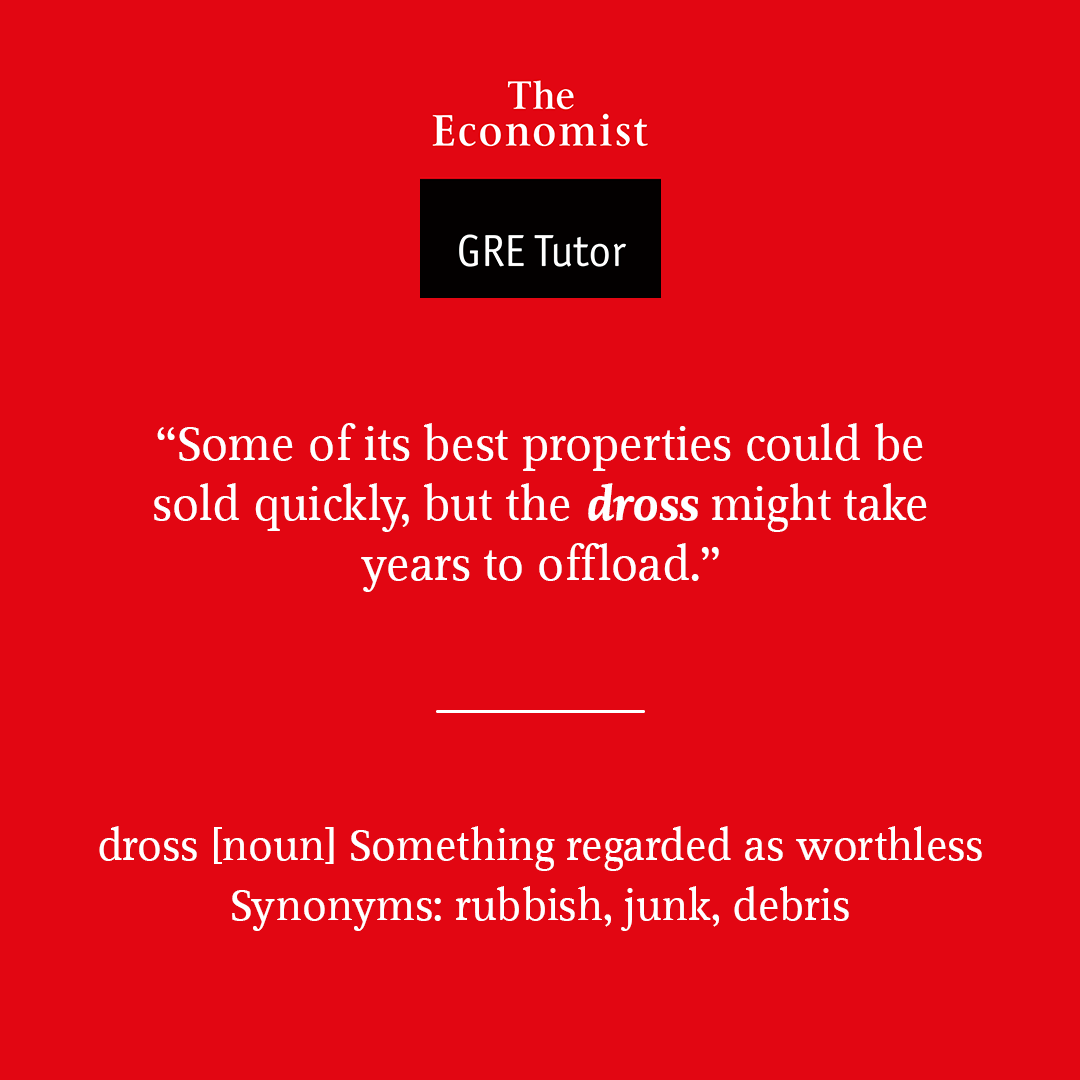 The
Economist
GRE Tutor
“Some of its best properties could be
sold quickly, but the dross might take
years to offload.”
dross [noun] Something regarded as worthless
Synonyms: rubbish, junk, debris